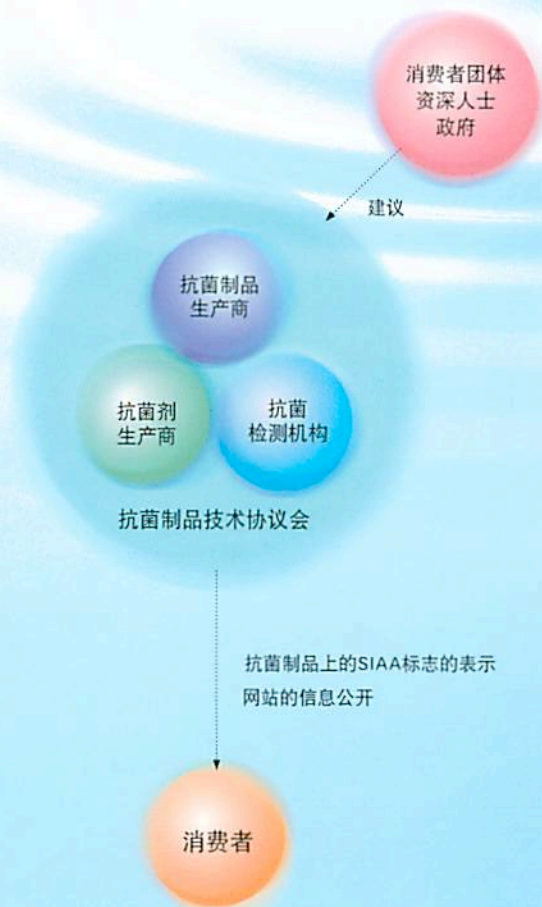 消费者团体
资深人士
政府
建议
抗菌制品
生产商
抗菌剂
生产商
抗菌
检测机构
抗菌制品技术协议会
抗菌制品上的SIAA标志的表示
网站的信息公开
消费者